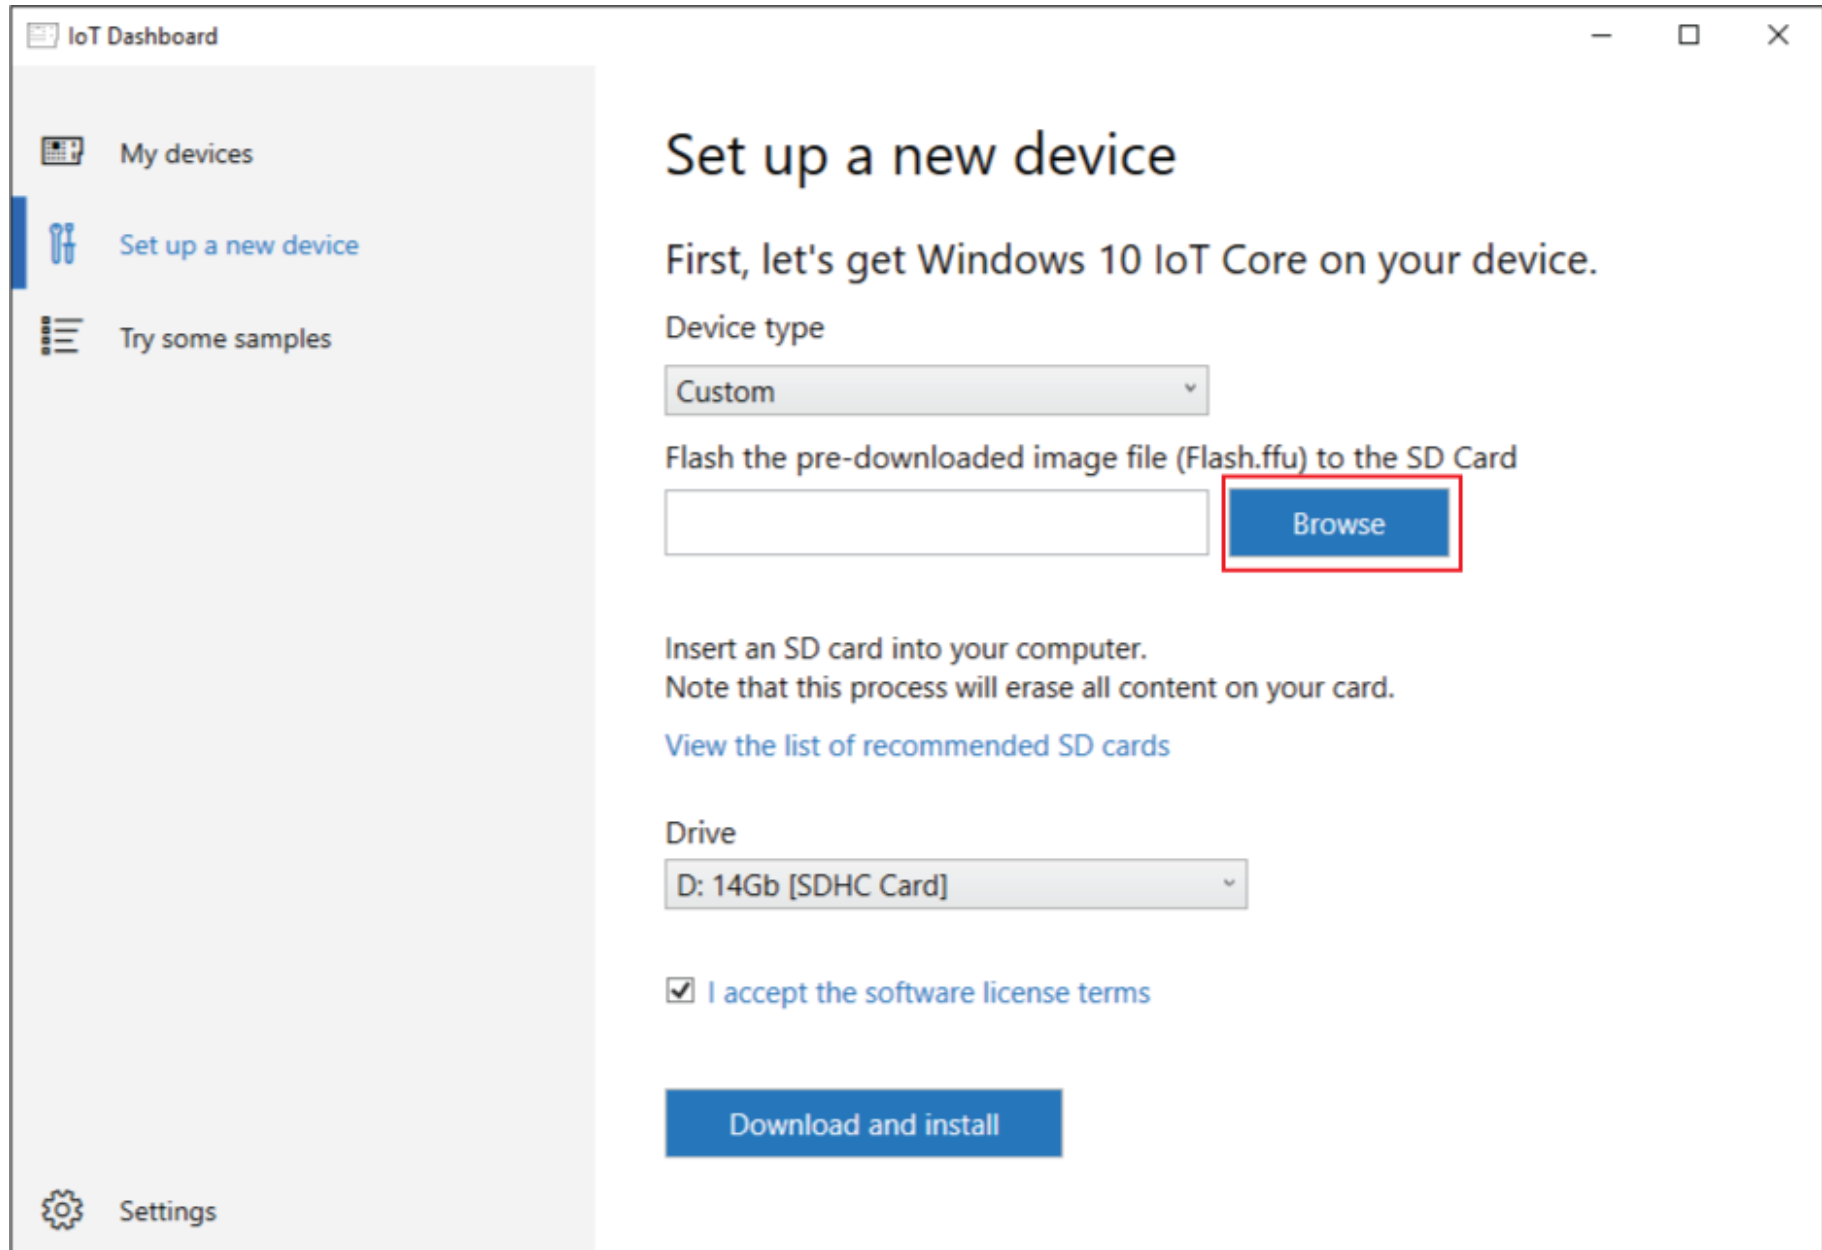 IoT Dashboard
My devices
Set up a new device
Try some samples
Settings
Set up a new device
First, let's get Windows 10 IoT Core on your device.
Device type
Custom
Flash the pre-downloaded image file (Flash.ffu) to the SD Card
Browse
Insert an SD card into your computer.
Note that this process will erase all content on your card.
View the list of recommended SD cards
Drive
D: 14Gb [SDHC Card]
I accept the software license terms
Download and install